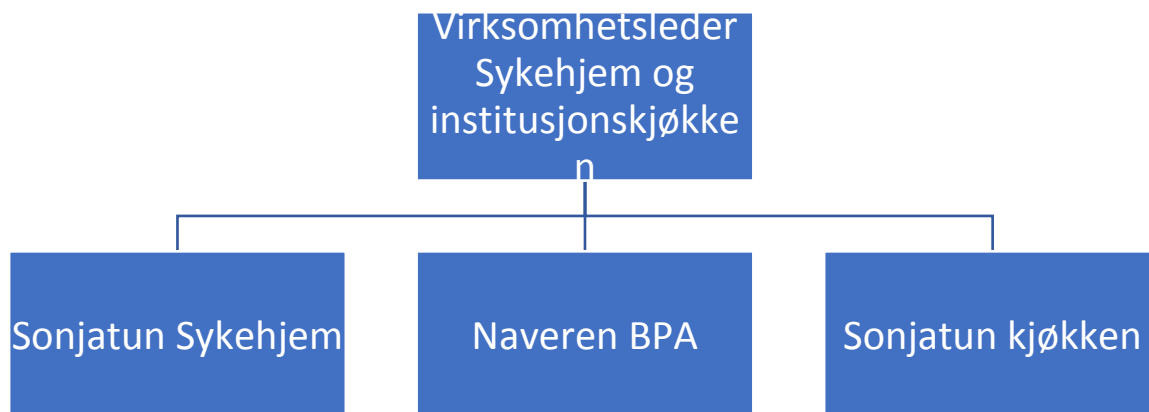 Virksomhetsleder
Sykehjem og
institusjonskjøkke
n
Sonjatun Sykehjem
Naveren BPA
Sonjatun kjøkken